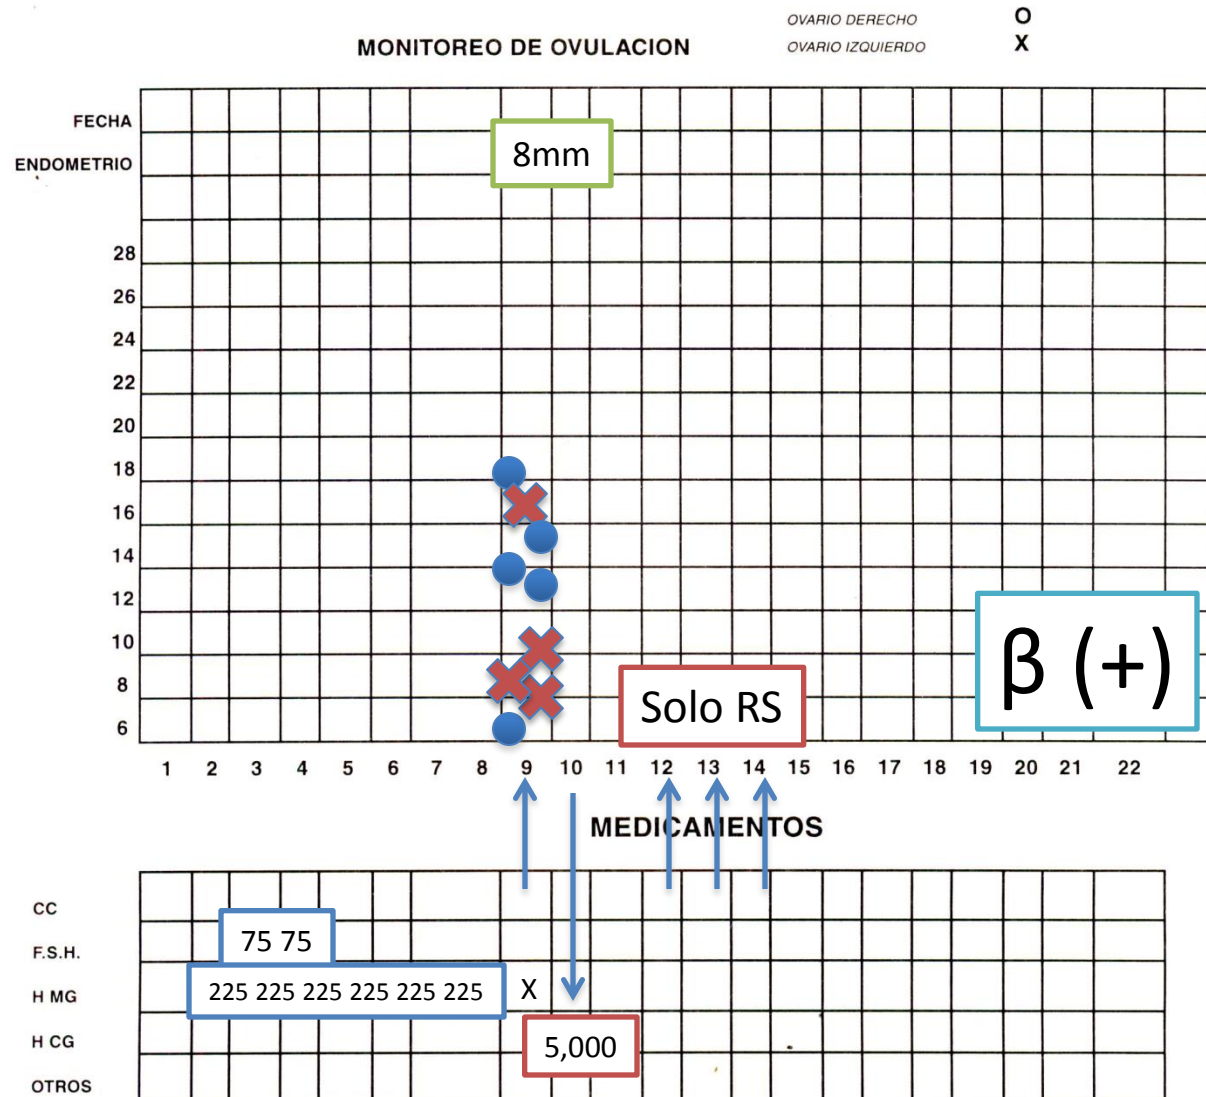 OVARIO DERECHO O
MONITOREO DE OVULACION OVARIO IZQUIERDO X
FECHA
8mm
ENDOMETRIO
28
26
24
22
20
18
16
14
12
10
8
6
Solo RS
β (+)
1 2 3 4 5 6 7 8 9 10 11 12 13 14 15 16 17 18 19 20 21 22
MEDICAMENTOS
CC
F.S.H. 75 75
H MG 225 225 225 225 225 225 X
H CG 5,000
OTROS